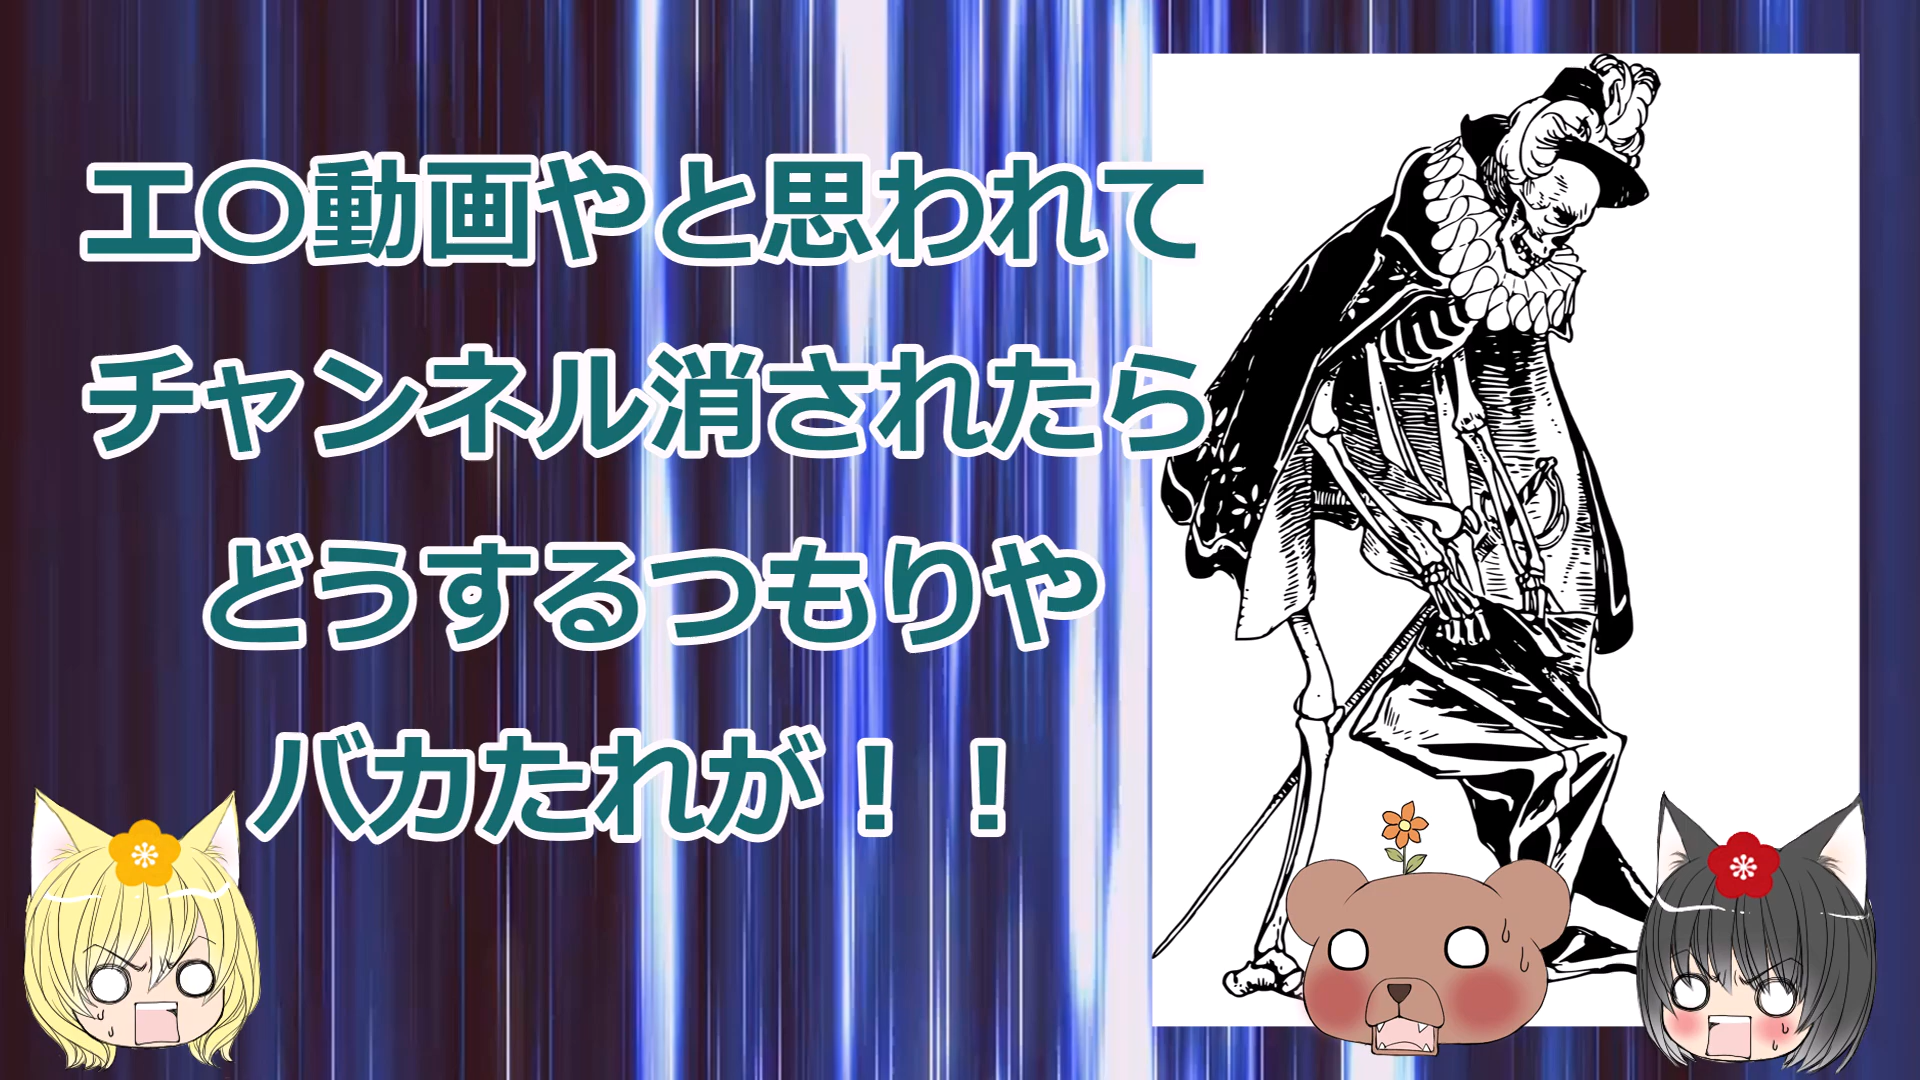 エ〇動画やと思われて
チャンネル消されたら
どうするつもりや
バカたれが！！